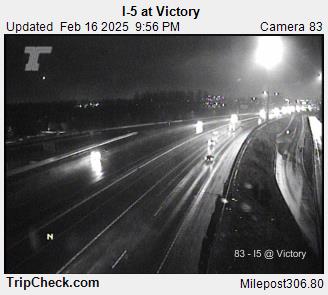 I-5 at Victory
Updated  Feb 16 2025  9:56 PM
Camera 83
T
N
83 - I5 @ Victory
TripCheck.com
Milepost306.80